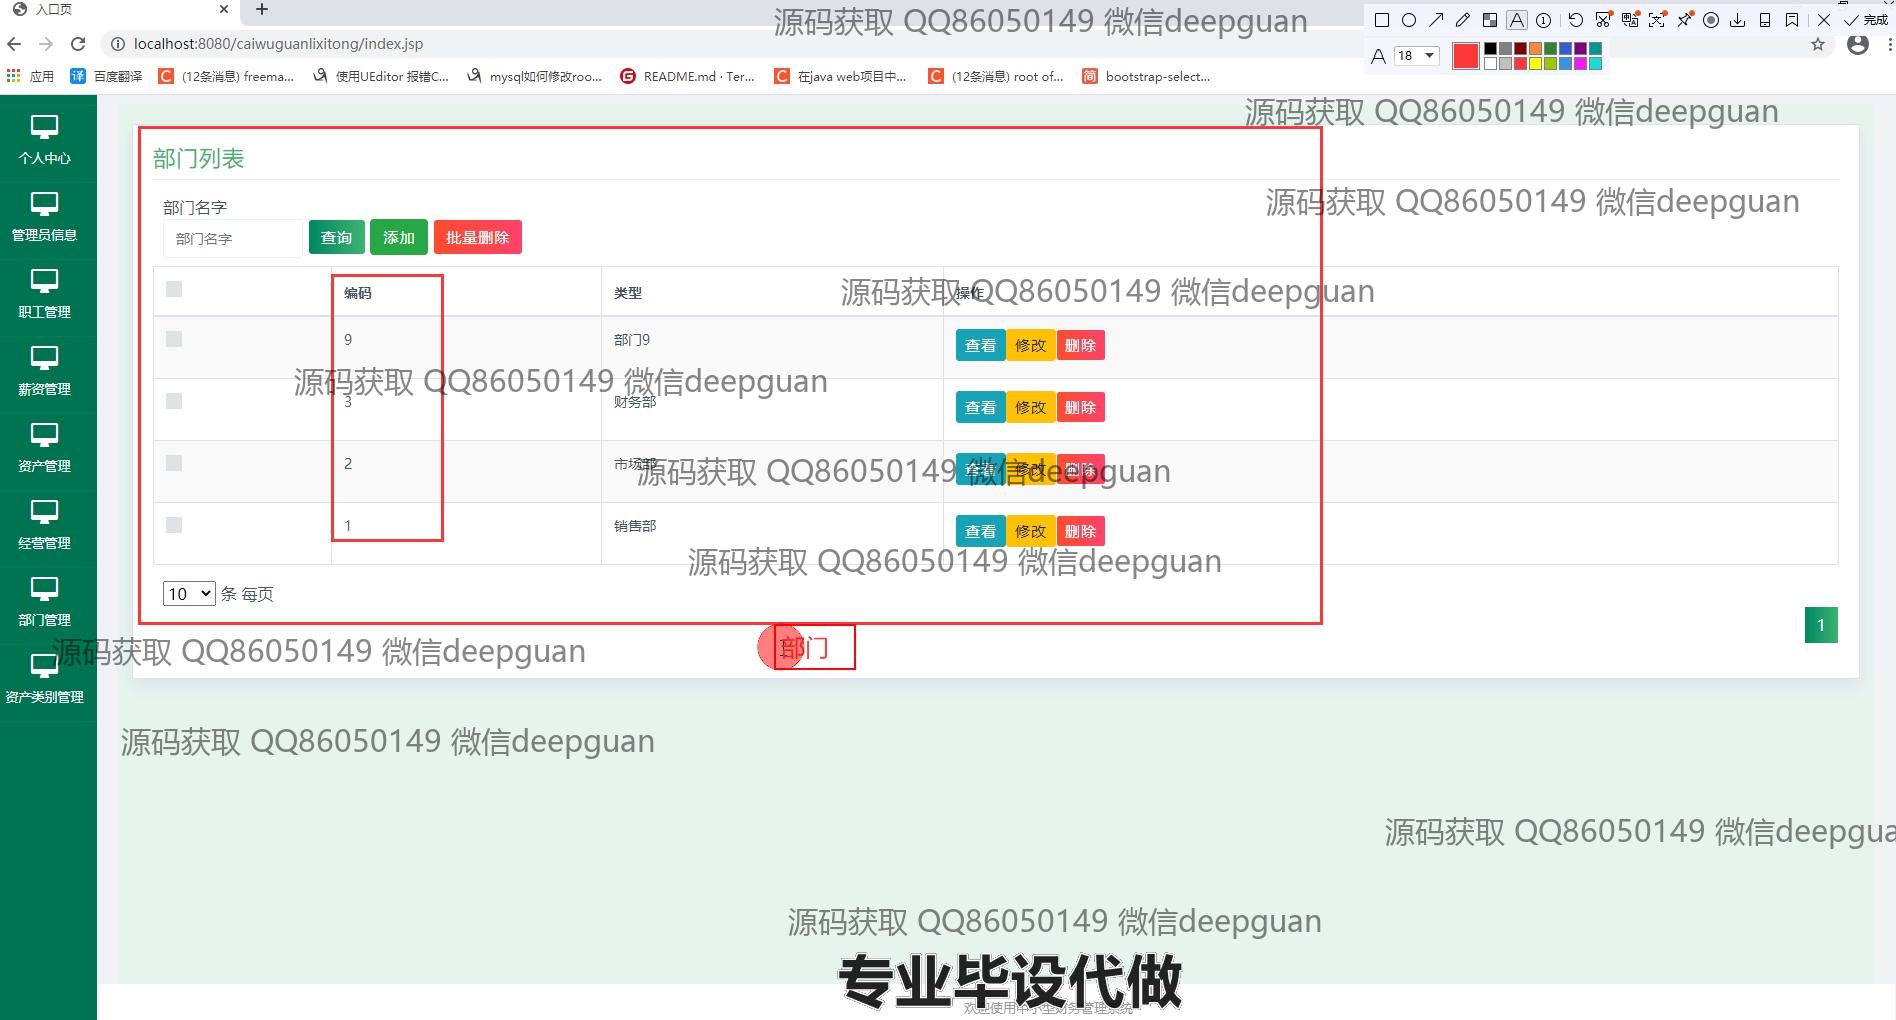 入口页
源码获取 QQ86050149 微信deepguan
完成
localhost:8080/caiwuguanlixitong/index.jsp
A 18
应用 百度翻译 (12条消息) freema... 使用UEditor 报错C... mysql如何修改roo... README.md · Ter... 在java web项目中... (12条消息) root of... bootstrap-select...
源码获取 QQ86050149 微信deepguan
个人中心
部门列表
源码获取 QQ86050149 微信deepguan
管理员信息
部门名字
部门名字 查询 添加 批量删除
编码 类型 操作
源码获取 QQ86050149 微信deepguan
职工管理
9 部门9 查看 修改 删除
源码获取 QQ86050149 微信deepguan
薪资管理
3 财务部 查看 修改 删除
资产管理
2 市场部 查看 修改 删除
源码获取 QQ86050149 微信deepguan
经营管理
1 销售部 查看 修改 删除
源码获取 QQ86050149 微信deepguan
10 条 每页
部门管理
1
部门
源码获取 QQ86050149 微信deepguan
资产类别管理
源码获取 QQ86050149 微信deepguan
源码获取 QQ86050149 微信deepgua
源码获取 QQ86050149 微信deepguan
专业毕设代做
欢迎使用中小型财务管理系统